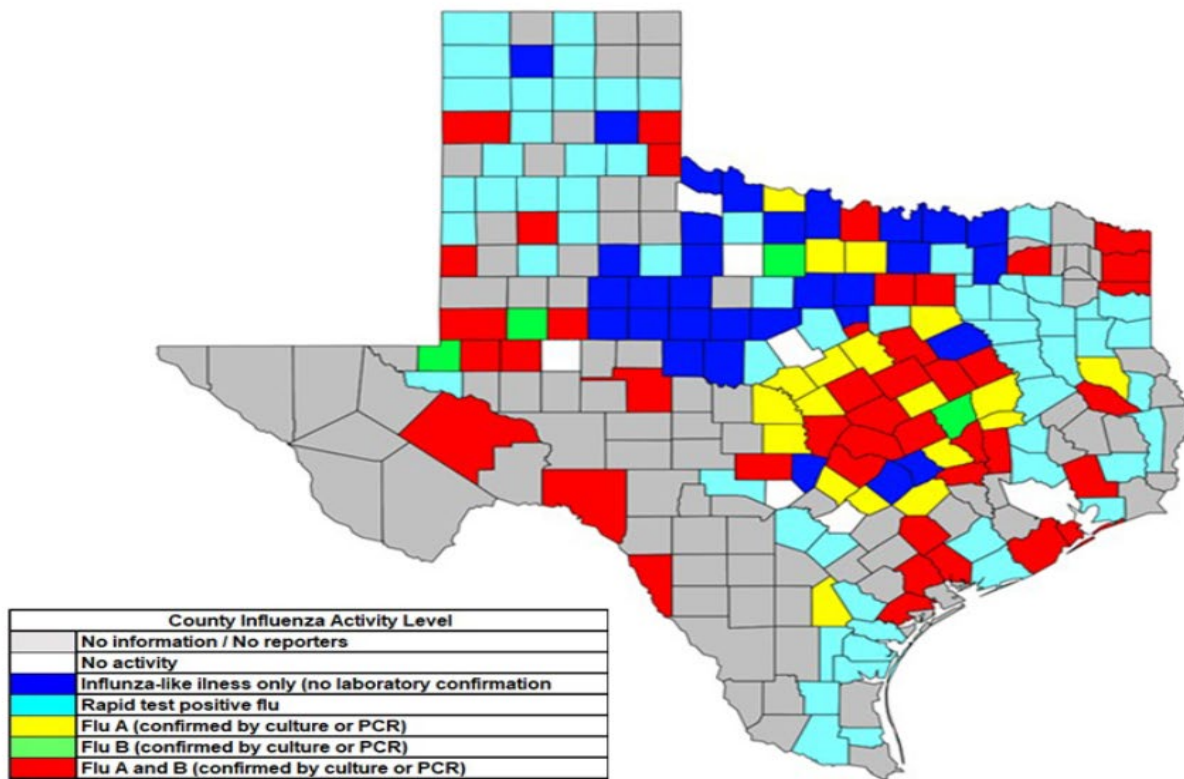 County Influenza Activity Level
No information / No reporters
No activity
Influnza-like ilness only (no laboratory confirmation
Rapid test positive flu
Flu A (confirmed by culture or PCR)
Flu B (confirmed by culture or PCR)
Flu A and B (confirmed by culture or PCR)